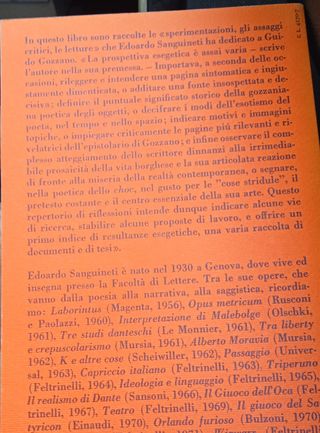 In questo libro sono raccolte le «sperimentazioni, gli assaggi
critici, le letture» che Edoardo Sanguineti ha dedicato a Gui-
do Gozzano. «La prospettiva esegetica è assai varia – scrive
l'autore nella sua premessa. – Importava, a seconda delle oc-
casioni, rileggere e intendere una pagina sintomatica e ingiu-
stamente dimenticata, o additare una fonte insospettata e de-
cisiva; definire il puntuale significato storico della gozzania-
na poetica degli oggetti, o decifrare i modi dell'esotismo del
poeta, nel tempo e nello spazio; indicare motivi e immagini
topiche, o impiegare criticamente le pagine più rilevanti e ri-
velatrici dell'epistolario di Gozzano; e infine osservare il com-
plesso atteggiamento dello scrittore dinnanzi alla irrimedia-
bile prosaicità della vita borghese e la sua articolata reazione
di fronte alla miseria della realtà contemporanea, o segnare,
nella poetica dello choc, nel gusto per le "cose stridule", il
pretesto costante e il centro essenziale della sua arte. Questo
repertorio di riflessioni intende dunque indicare alcune vie
di ricerca, stabilire alcune proposte di lavoro, e offrire un
primo indice di resultanze esegetiche, una varia raccolta di
documenti e di testi».
Edoardo Sanguineti è nato nel 1930 a Genova, dove vive ed
insegna presso la Facoltà di Lettere. Tra le sue opere, che
vanno dalla poesia alla narrativa, alla saggistica, ricordia-
mo: Laborintus (Magenta, 1956), Opus metricum (Rusconi
e Paolazzi, 1960), Interpretazione di Malebolge (Olschki,
1961), Tre studi danteschi (Le Monnier, 1961), Tra liberty
e crepuscolarismo (Mursia, 1961), Alberto Moravia (Mursia,
1962), K e altre cose (Scheiwiller, 1962), Passaggio (Univer-
sal, 1963), Capriccio italiano (Feltrinelli, 1963), Triperuno
(Feltrinelli, 1964), Ideologia e linguaggio (Feltrinelli, 1965),
Il realismo di Dante (Sansoni, 1966), Il Giuoco dell'Oca (Fel-
trinelli, 1967), Teatro (Feltrinelli, 1969), Il giuoco del Sa-
tyricon (Einaudi, 1970), Orlando furioso (Bulzoni, 1970)